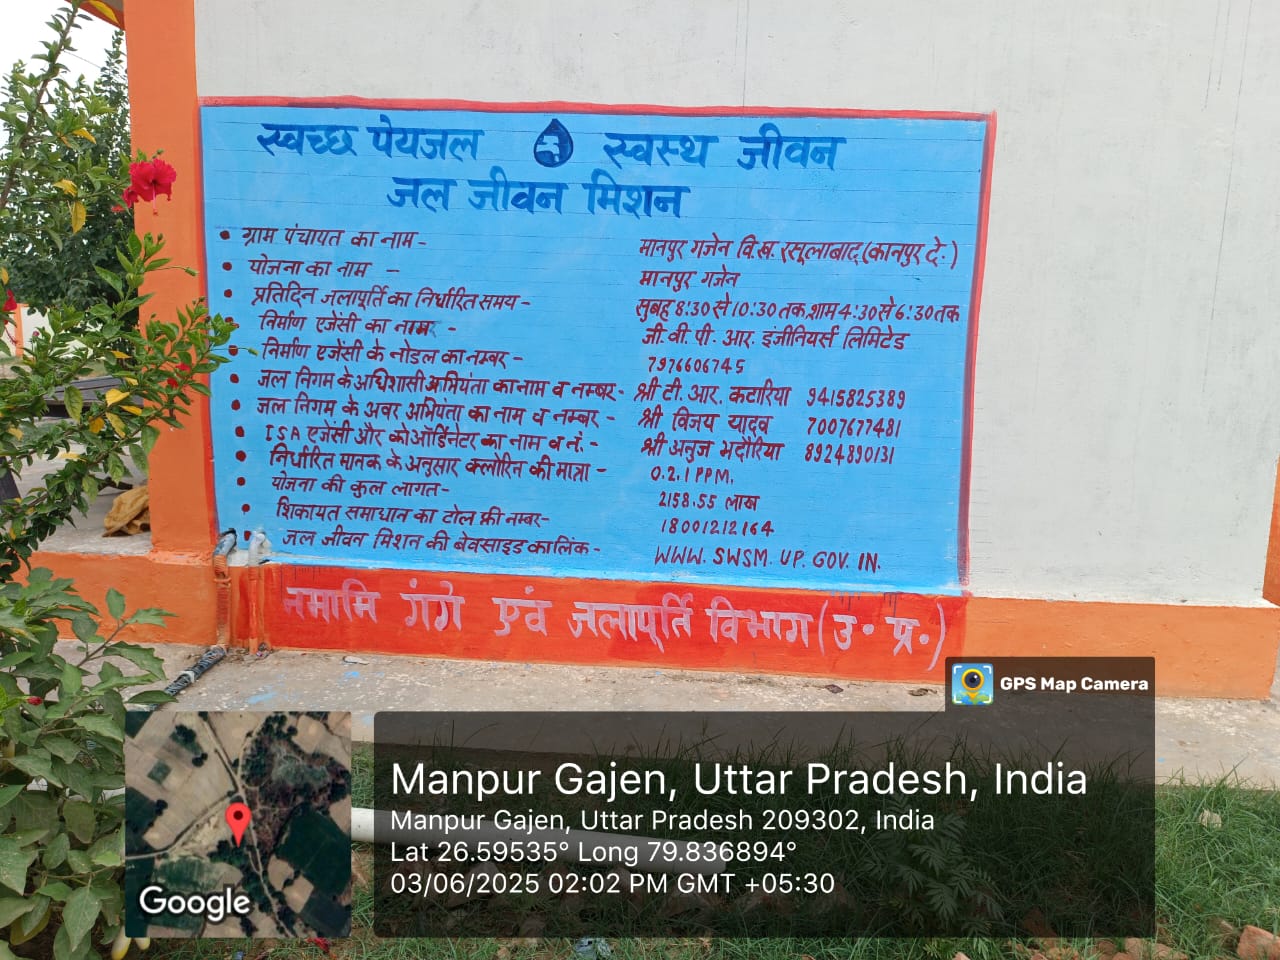 स्वच्छ पेयजल स्वस्थ जीवन
जल जीवन मिशन
• ग्राम पंचायत का नाम - मानपुर गजेन वि.ख. रसूलाबाद (कानपुर दे.)
• योजना का नाम - मानपुर गजेन
• प्रतिदिन जलापूर्ति का निर्धारित समय - सुबह 8:30 से 10:30 तक, शाम 4:30 से 6:30 तक
• निर्माण एजेंसी का नाम - जी. वी. पी. आर. इंजीनियर्स लिमिटेड
• निर्माण एजेंसी के नोडल का नम्बर - 7976606745
• जल निगम के अधिशासी अभियंता का नाम व नम्बर - श्री टी. आर. कटारिया 9415825389
• जल निगम के अवर अभियंता का नाम व नम्बर - श्री विजय यादव 7007677481
• ISA एजेंसी और कोऑर्डिनेटर का नाम व नं. - श्री अनुज भदौरिया 8924890131
• निर्धारित मानक के अनुसार क्लोरिन की मात्रा - 0.2.1 PPM.
• योजना की कुल लागत - 2158.55 लाख
• शिकायत समाधान का टोल फ्री नम्बर - 18001212164
• जल जीवन मिशन की बेवसाइड का लिंक - WWW. SWSM. UP. GOV. IN.
नमामि गंगे एवं जलापूर्ति विभाग (उ. प्र.)
GPS Map Camera
Manpur Gajen, Uttar Pradesh, India
Manpur Gajen, Uttar Pradesh 209302, India
Lat 26.59535° Long 79.836894°
03/06/2025 02:02 PM GMT +05:30
Google